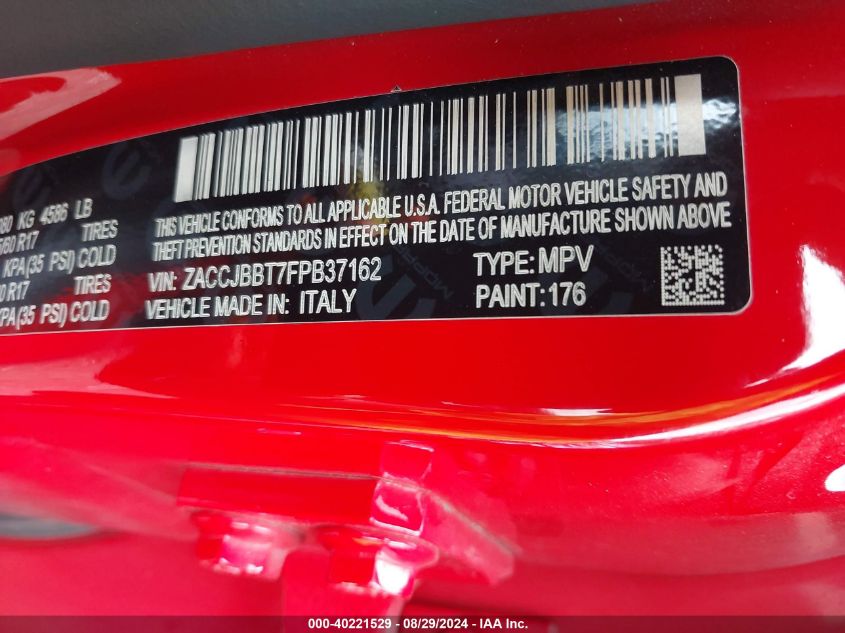 80 KG 4586 LB
/60 R17 TIRES
KPA(35 PSI) COLD
0 R17 TIRES
KPA(35 PSI) COLD
THIS VEHICLE CONFORMS TO ALL APPLICABLE U.S.A. FEDERAL MOTOR VEHICLE SAFETY AND
THEFT PREVENTION STANDARDS IN EFFECT ON THE DATE OF MANUFACTURE SHOWN ABOVE
VIN: ZACCJBBT7FPB37162 TYPE: MPV
VEHICLE MADE IN: ITALY PAINT: 176
MOPAR
000-40221529 - 08/29/2024 - IAA Inc.